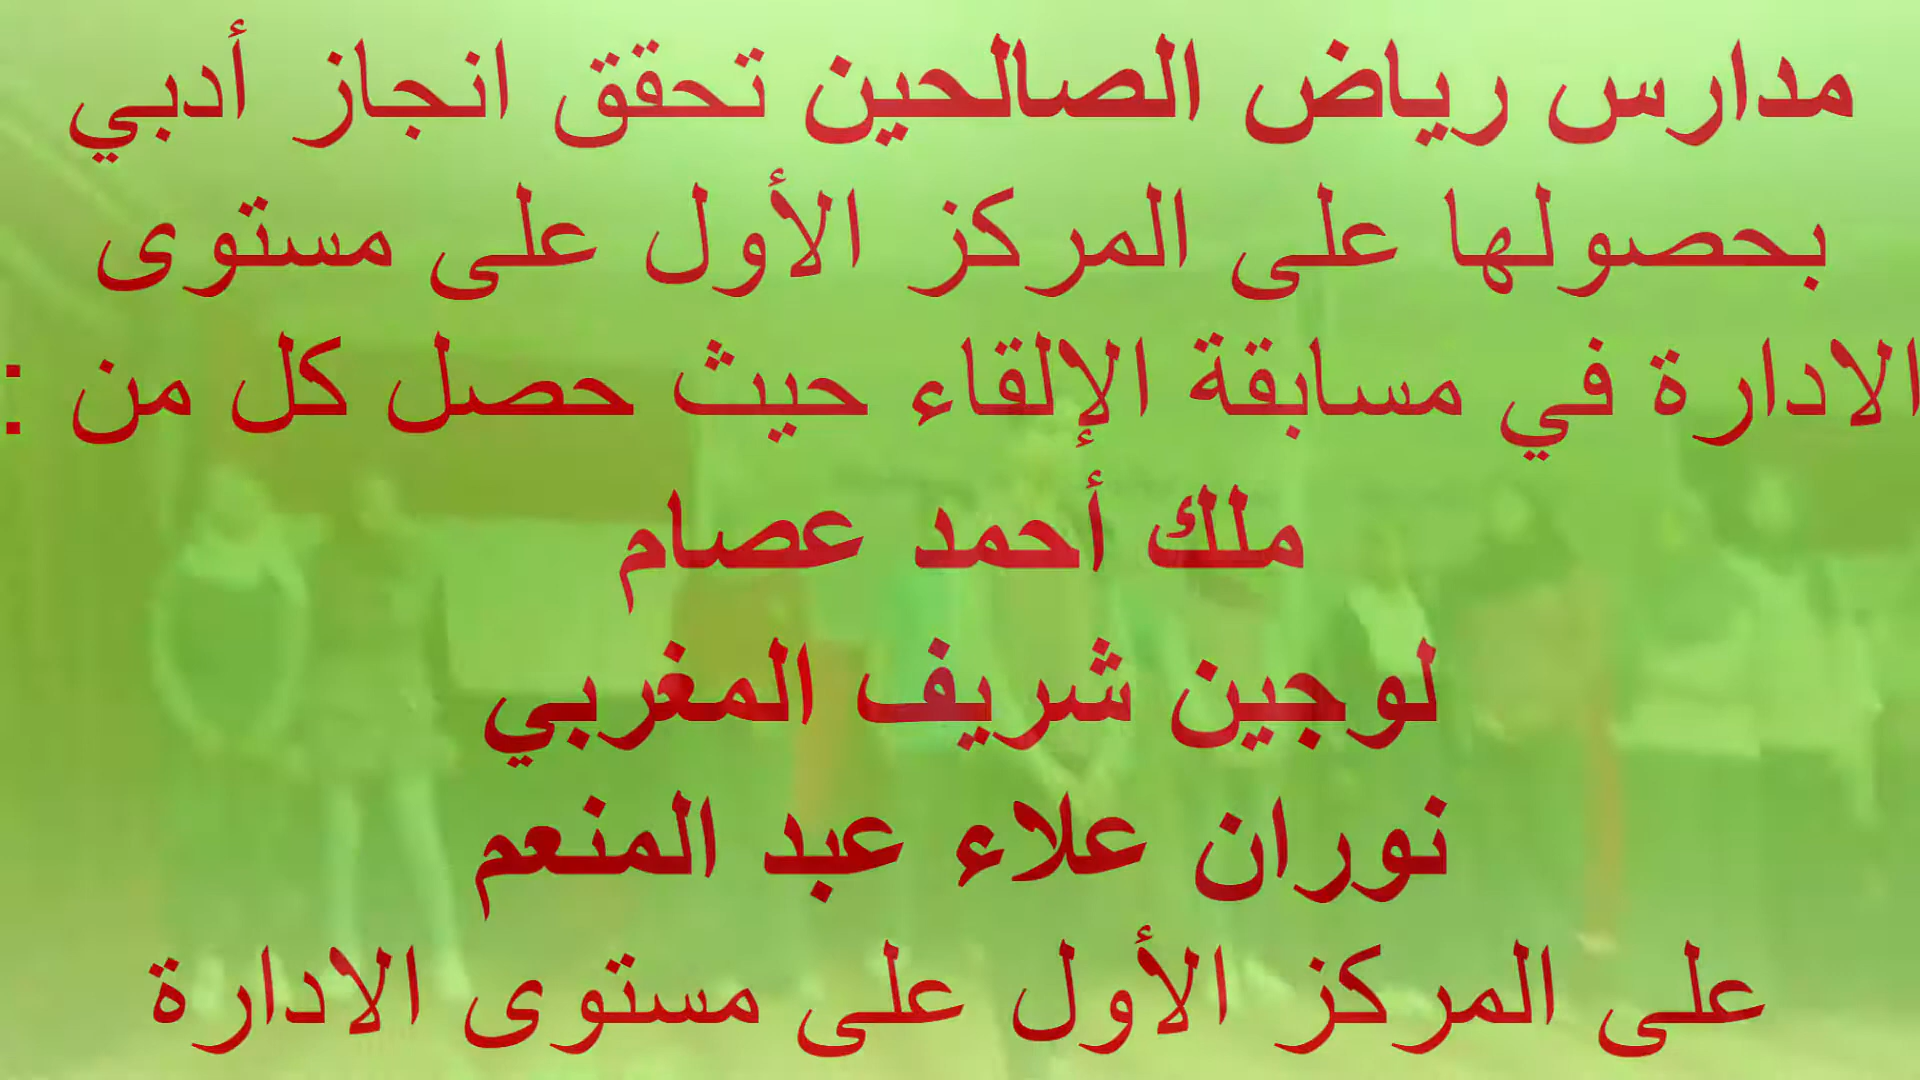 مدارس رياض الصالحين تحقق انجاز أدبي
بحصولها على المركز الأول على مستوى
الادارة في مسابقة الإلقاء حيث حصل كل من :
ملك أحمد عصام
لوجين شريف المغربي
نوران علاء عبد المنعم
على المركز الأول على مستوى الادارة